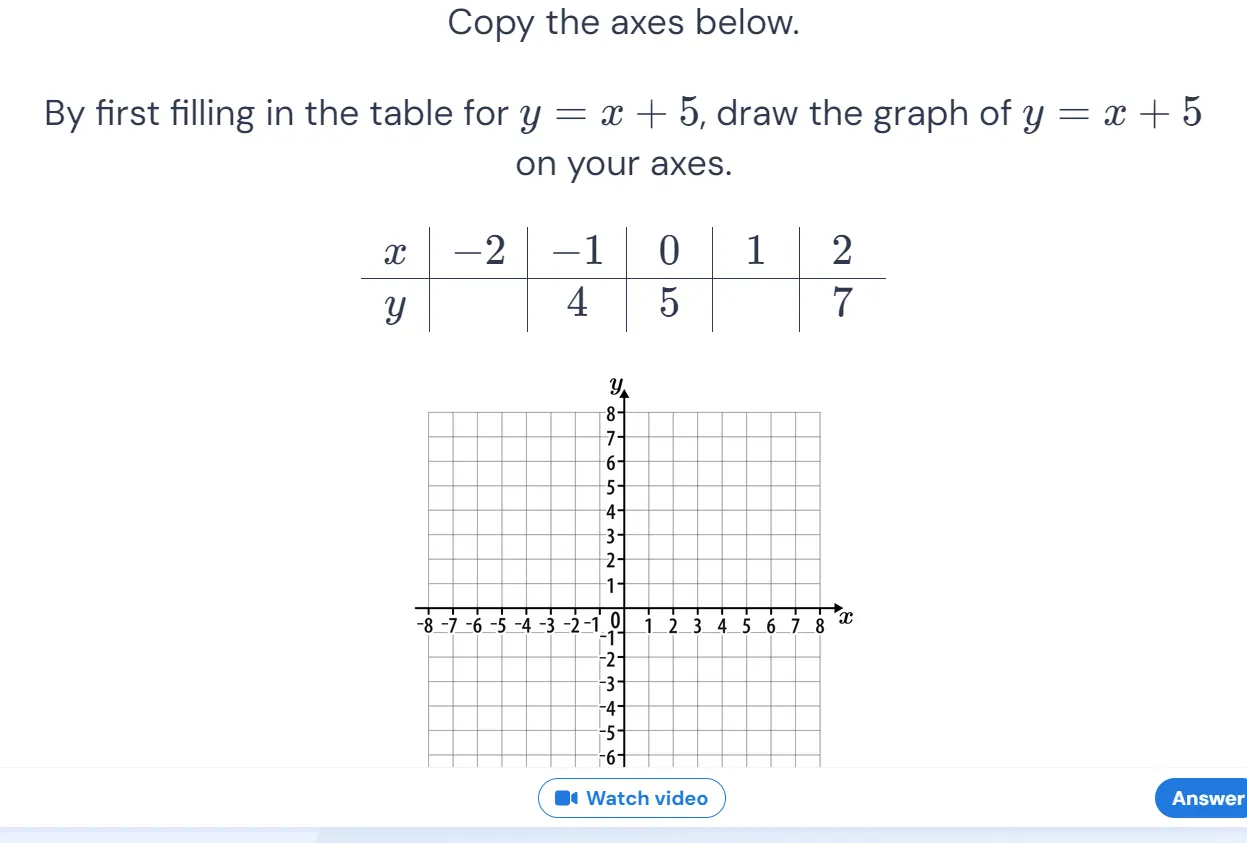 Copy the axes below.
By first filling in the table for y = x + 5, draw the graph of y = x + 5
on your axes.
x −2 −1 0 1 2
y 4 5 7
y
8
7
6
5
4
3
2
1
-8 -7 -6 -5 -4 -3 -2 -1 0 1 2 3 4 5 6 7 8 x
-1
-2
-3
-4
-5
-6
Watch video
Answer